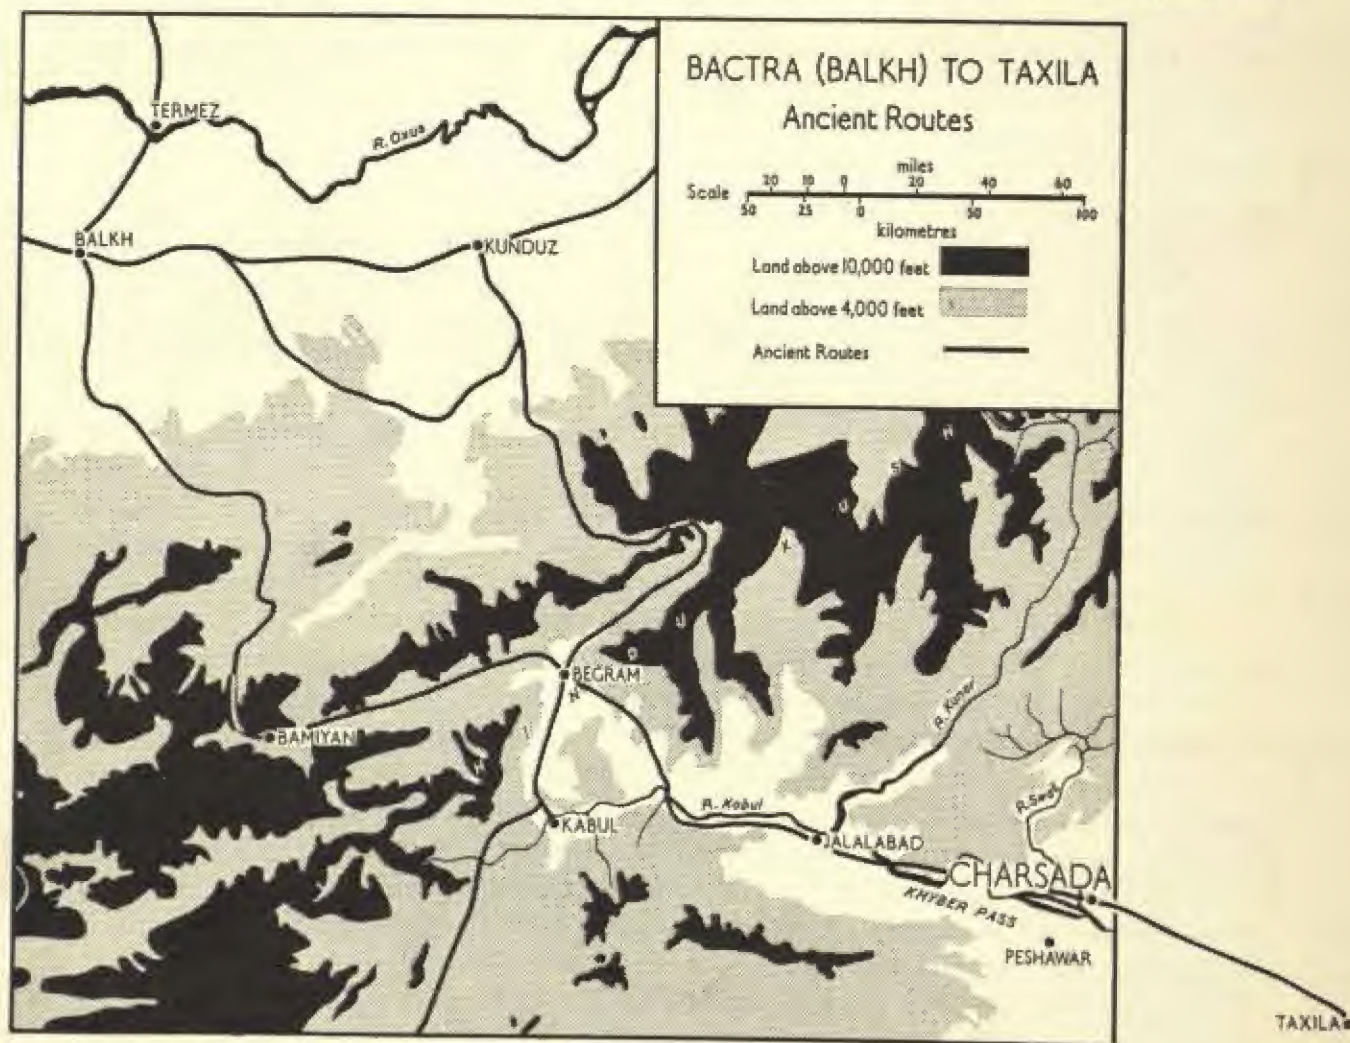 BACTRA (BALKH) TO TAXILA
Ancient Routes
miles
20 10 0 20 40 60
Scale
50 25 0 50 100
kilometres
Land above 10,000 feet
Land above 4,000 feet
Ancient Routes
TERMEZ
R. Oxus
BALKH
KUNDUZ
HINDU KUSH
BEGRAM
BAMIYAN
R. Kunar
R. Kabul
KABUL
JALALABAD
R. Swat
CHARSADA
KHYBER PASS
PESHAWAR
TAXILA